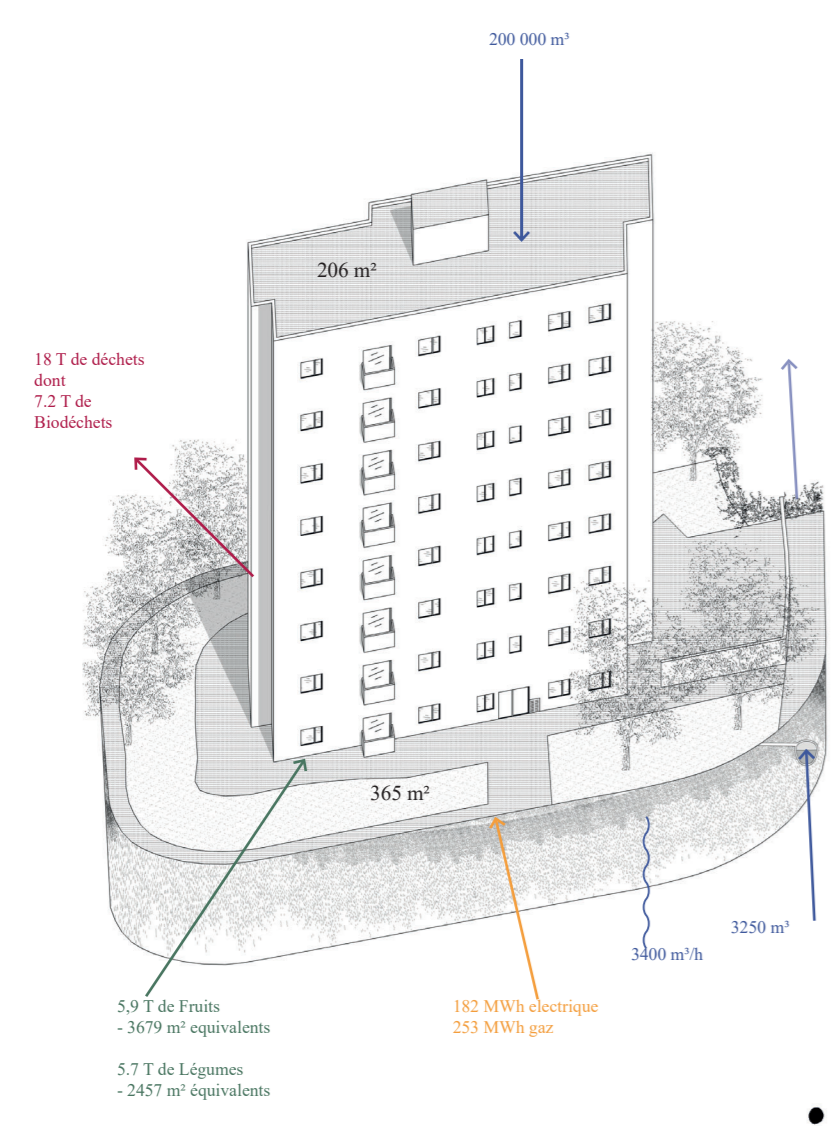 200 000 m³
206 m²
18 T de déchets
dont
7.2 T de
Biodéchets
365 m²
3250 m³
3400 m³/h
5,9 T de Fruits
- 3679 m² equivalents
5.7 T de Légumes
- 2457 m² équivalents
182 MWh electrique
253 MWh gaz